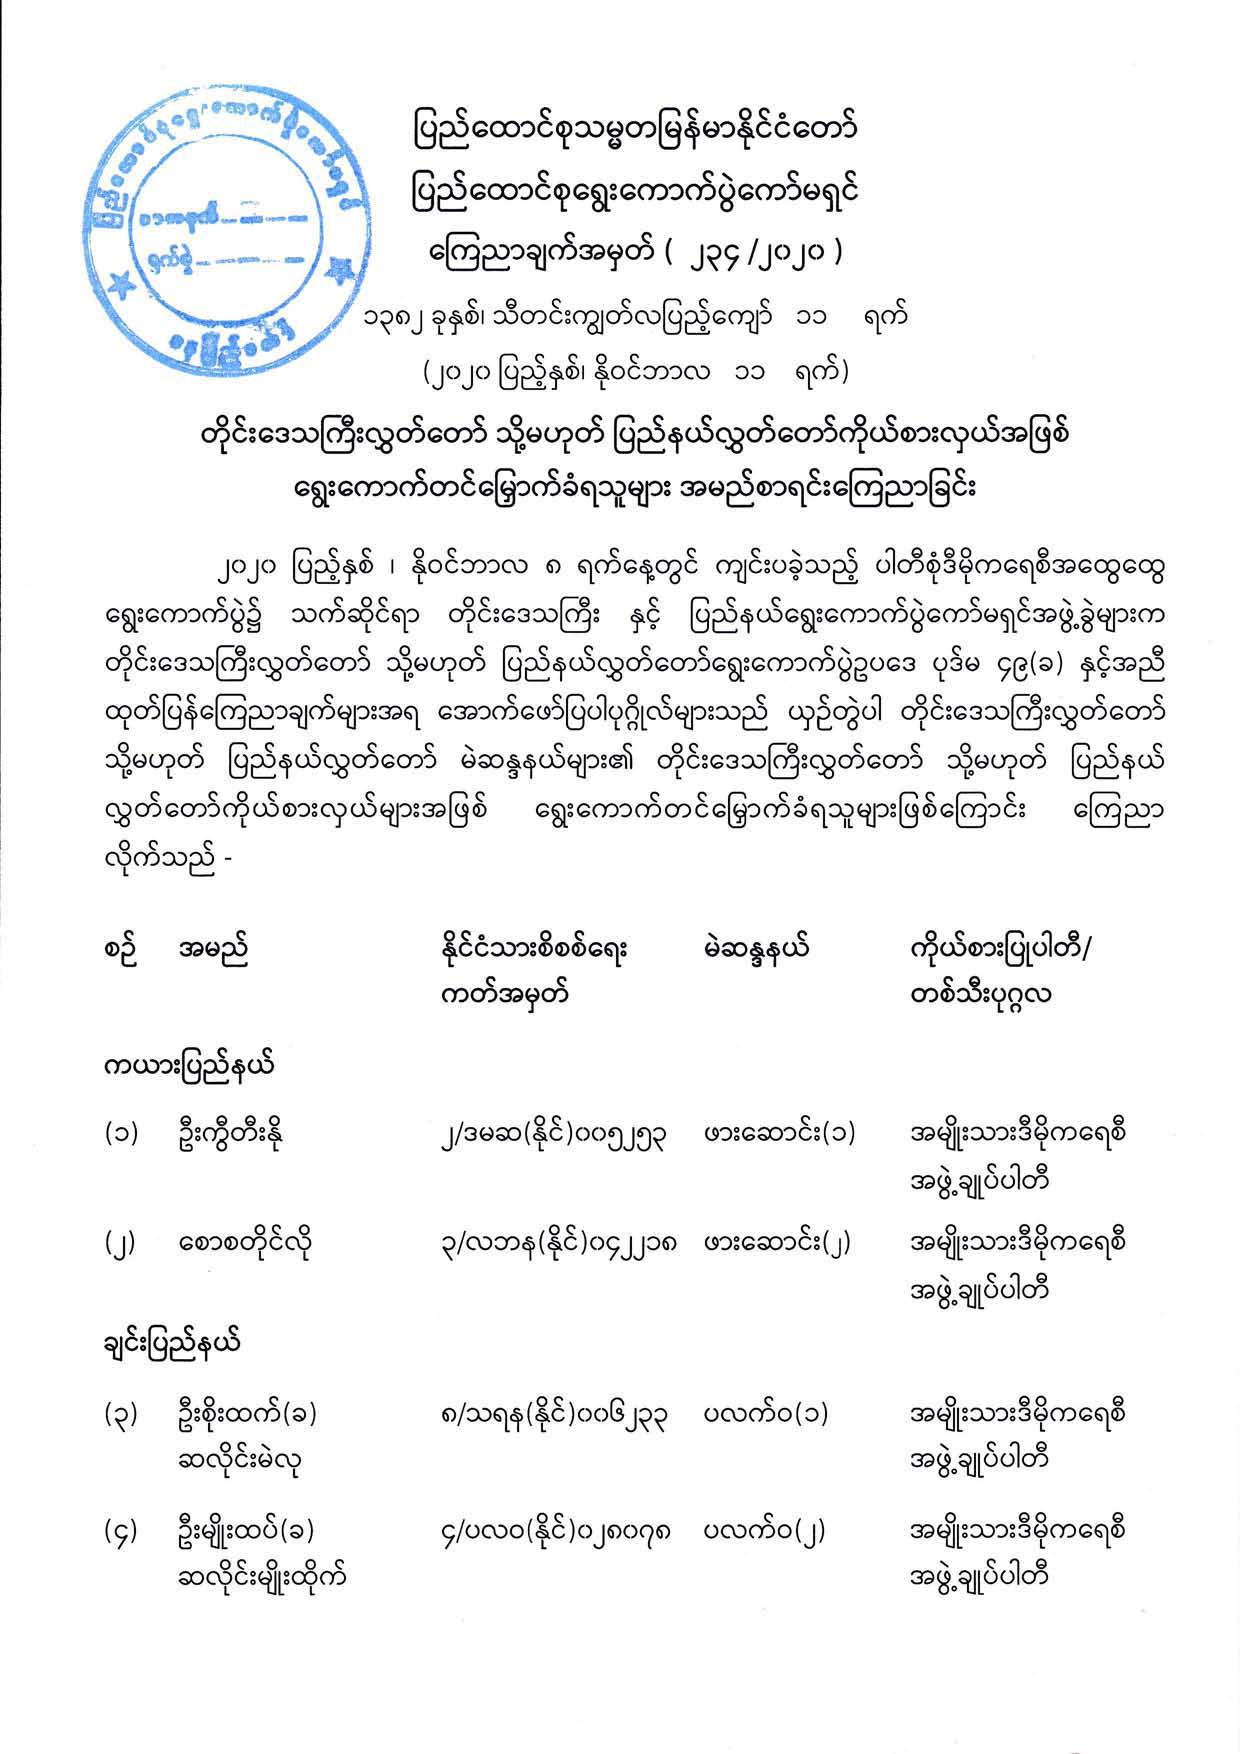 ပြည်ထောင်စုသမ္မတမြန်မာနိုင်ငံတော်
ပြည်ထောင်စုရွေးကောက်ပွဲကော်မရှင်
ကြေညာချက်အမှတ် ( ၂၃၄ /၂၀၂၀ )
၁၃၈၂ ခုနှစ်၊ သီတင်းကျွတ်လပြည့်ကျော် ၁၁ ရက်
(၂၀၂၀ ပြည့်နှစ်၊ နိုဝင်ဘာလ ၁၁ ရက်)
တိုင်းဒေသကြီးလွှတ်တော် သို့မဟုတ် ပြည်နယ်လွှတ်တော်ကိုယ်စားလှယ်အဖြစ်
ရွေးကောက်တင်မြှောက်ခံရသူများ အမည်စာရင်းကြေညာခြင်း
၂၀၂၀ ပြည့်နှစ် ၊ နိုဝင်ဘာလ ၈ ရက်နေ့တွင် ကျင်းပခဲ့သည့် ပါတီစုံဒီမိုကရေစီအထွေထွေ
ရွေးကောက်ပွဲ၌ သက်ဆိုင်ရာ တိုင်းဒေသကြီး နှင့် ပြည်နယ်ရွေးကောက်ပွဲကော်မရှင်အဖွဲ့ခွဲများက
တိုင်းဒေသကြီးလွှတ်တော် သို့မဟုတ် ပြည်နယ်လွှတ်တော်ရွေးကောက်ပွဲဥပဒေ ပုဒ်မ ၄၉(ခ) နှင့်အညီ
ထုတ်ပြန်ကြေညာချက်များအရ အောက်ဖော်ပြပါပုဂ္ဂိုလ်များသည် ယှဉ်တွဲပါ တိုင်းဒေသကြီးလွှတ်တော်
သို့မဟုတ် ပြည်နယ်လွှတ်တော် မဲဆန္ဒနယ်များ၏ တိုင်းဒေသကြီးလွှတ်တော် သို့မဟုတ် ပြည်နယ်
လွှတ်တော်ကိုယ်စားလှယ်များအဖြစ် ရွေးကောက်တင်မြှောက်ခံရသူများဖြစ်ကြောင်း ကြေညာ
လိုက်သည် -
စဉ် အမည် နိုင်ငံသားစိစစ်ရေး မဲဆန္ဒနယ် ကိုယ်စားပြုပါတီ/
ကတ်အမှတ် တစ်သီးပုဂ္ဂလ
ကယားပြည်နယ်
(၁) ဦးကွီတီးနို ၂/ဒမဆ(နိုင်)၀၀၅၂၅၃ ဖားဆောင်း(၁) အမျိုးသားဒီမိုကရေစီ
အဖွဲ့ချုပ်ပါတီ
(၂) စောစတိုင်လို ၃/လဘန(နိုင်)၀၄၂၂၁၈ ဖားဆောင်း(၂) အမျိုးသားဒီမိုကရေစီ
အဖွဲ့ချုပ်ပါတီ
ချင်းပြည်နယ်
(၃) ဦးစိုးထက်(ခ) ၈/သရန(နိုင်)၀၀၆၂၃၃ ပလက်ဝ(၁) အမျိုးသားဒီမိုကရေစီ
ဆလိုင်းမဲလု အဖွဲ့ချုပ်ပါတီ
(၄) ဦးမျိုးထပ်(ခ) ၄/ပလဝ(နိုင်)၀၂၈၀၇၈ ပလက်ဝ(၂) အမျိုးသားဒီမိုကရေစီ
ဆလိုင်းမျိုးထိုက် အဖွဲ့ချုပ်ပါတီ
ပြည်ထောင်စုရွေးကောက်ပွဲကော်မရှင်
ရက်စွဲ
နေပြည်တော်